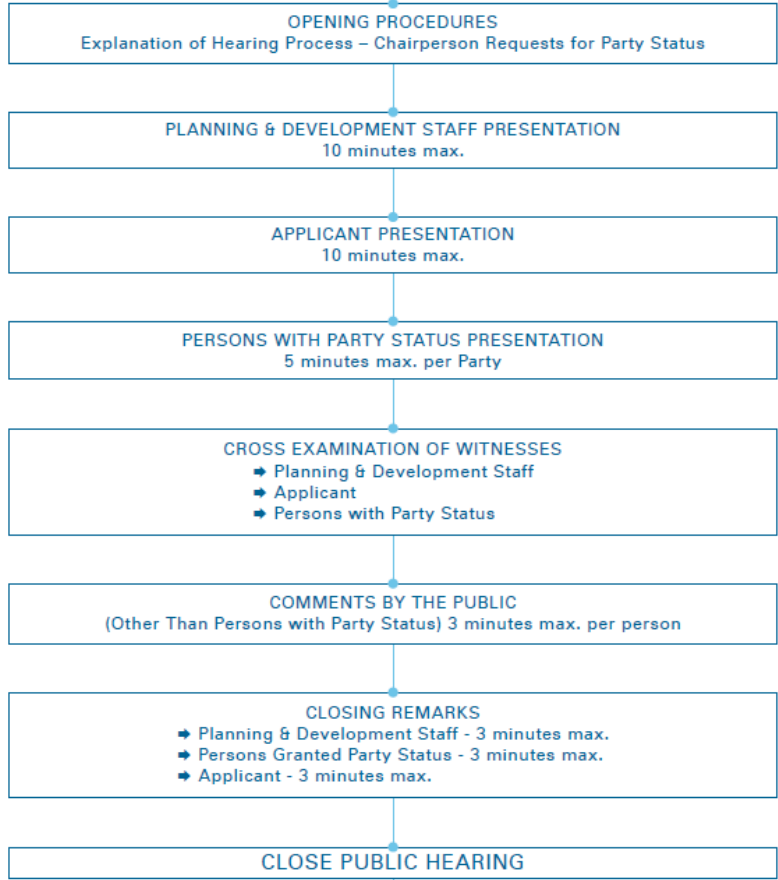 OPENING PROCEDURES
Explanation of Hearing Process – Chairperson Requests for Party Status
PLANNING & DEVELOPMENT STAFF PRESENTATION
10 minutes max.
APPLICANT PRESENTATION
10 minutes max.
PERSONS WITH PARTY STATUS PRESENTATION
5 minutes max. per Party
CROSS EXAMINATION OF WITNESSES
➡ Planning & Development Staff
➡ Applicant
➡ Persons with Party Status
COMMENTS BY THE PUBLIC
(Other Than Persons with Party Status) 3 minutes max. per person
CLOSING REMARKS
➡ Planning & Development Staff - 3 minutes max.
➡ Persons Granted Party Status - 3 minutes max.
➡ Applicant - 3 minutes max.
CLOSE PUBLIC HEARING